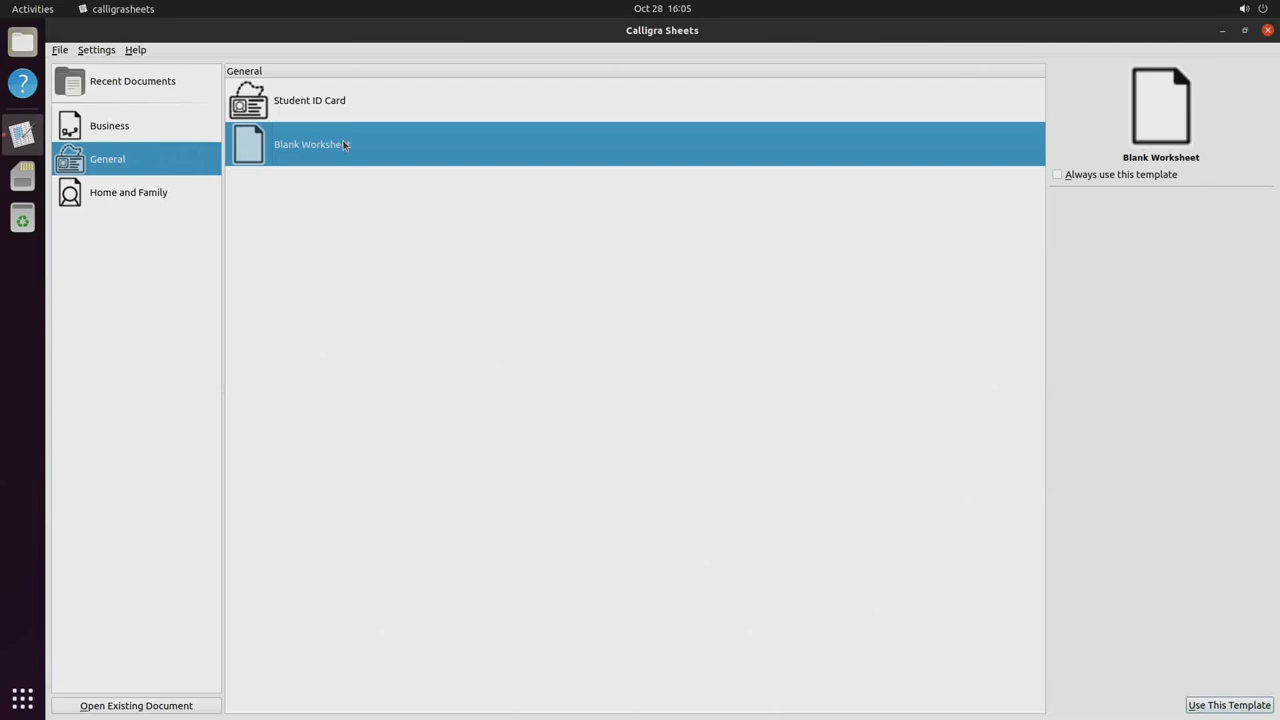 Activities
calligrasheets
Oct 28 16:05
Calligra Sheets
File
Settings
Help
Recent Documents
Business
General
Home and Family
Open Existing Document
General
Student ID Card
Blank Worksheet
Blank Worksheet
Always use this template
Use This Template